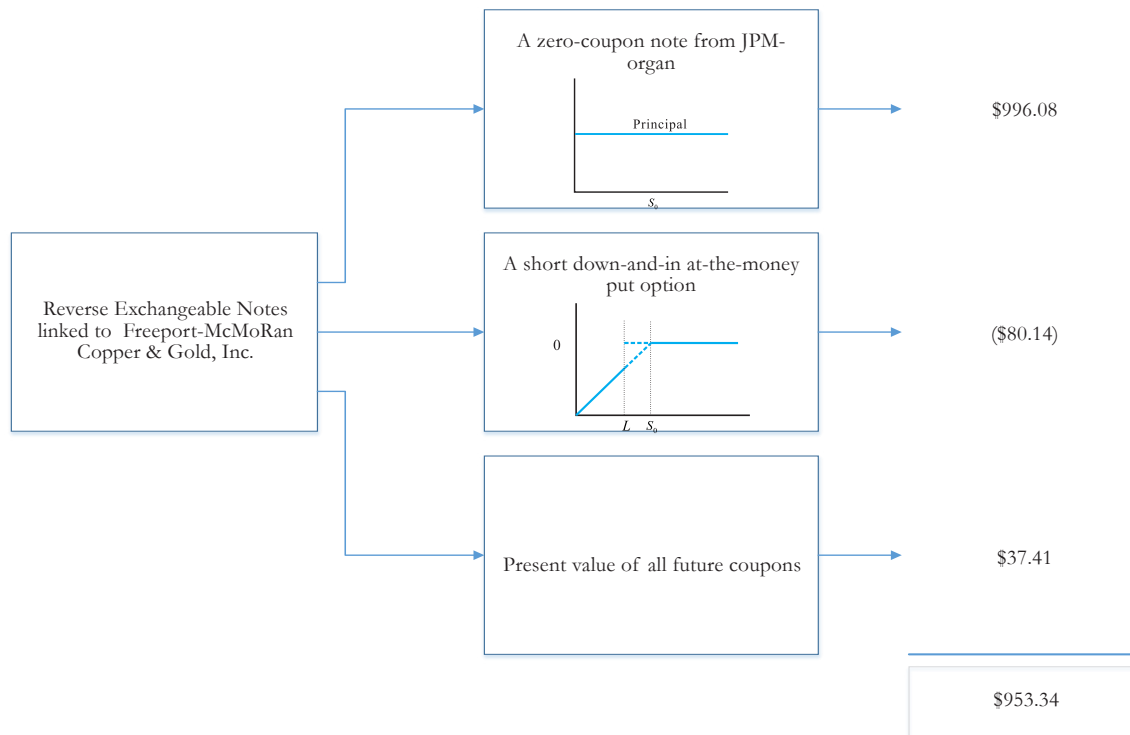 A zero-coupon note from JPM-
organ
Principal
S₀
$996.08
Reverse Exchangeable Notes
linked to Freeport-McMoRan
Copper & Gold, Inc.
A short down-and-in at-the-money
put option
0
L S₀
($80.14)
Present value of all future coupons
$37.41
$953.34